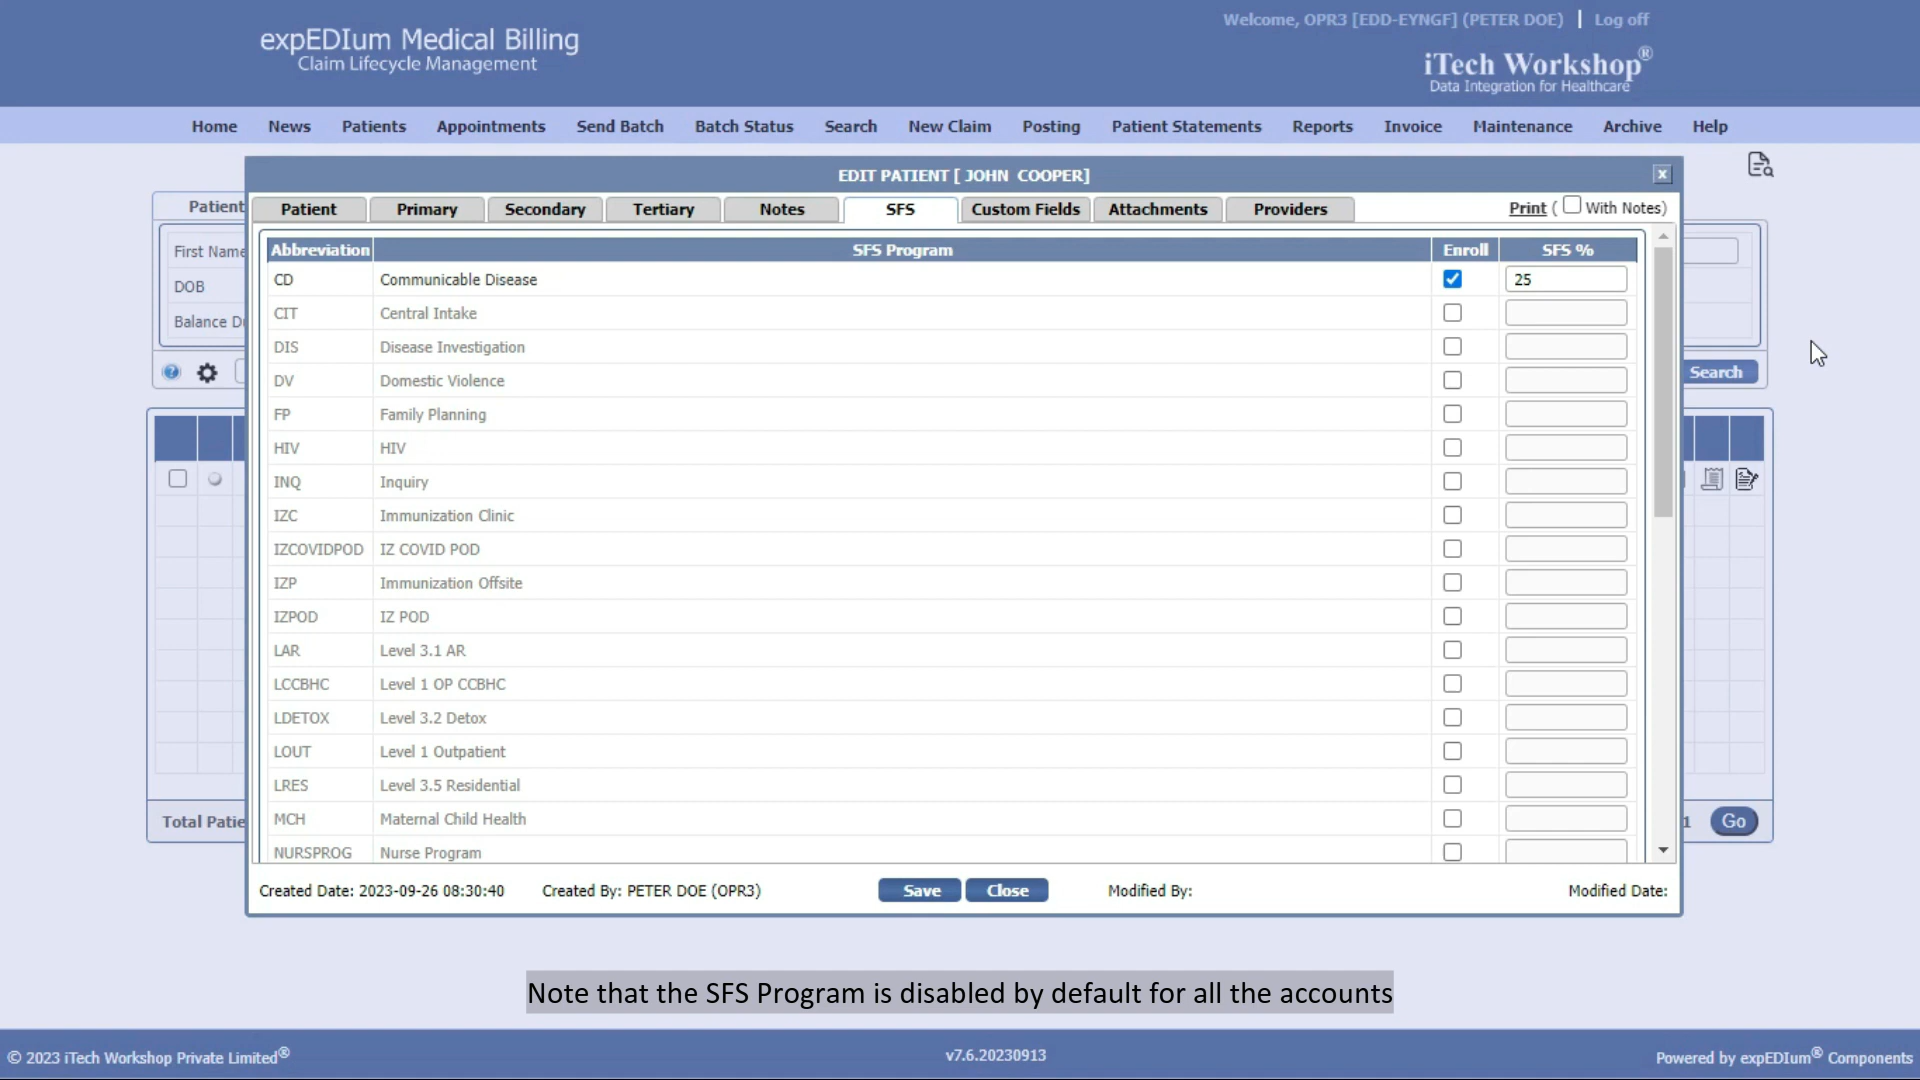 Welcome, OPR3 [EDD-EYNGF] (PETER DOE) | Log off
expEDIum Medical Billing
Claim Lifecycle Management
iTech Workshop®
Data Integration for Healthcare
Home News Patients Appointments Send Batch Batch Status Search New Claim Posting Patient Statements Reports Invoice Maintenance Archive Help
EDIT PATIENT [ JOHN COOPER]
x
Patient
Patient Primary Secondary Tertiary Notes SFS Custom Fields Attachments Providers Print ( With Notes)
First Name
DOB
Balance
Search
Abbreviation SFS Program Enroll SFS %
CD Communicable Disease 25
CIT Central Intake
DIS Disease Investigation
DV Domestic Violence
FP Family Planning
HIV HIV
INQ Inquiry
IZC Immunization Clinic
IZCOVIDPOD IZ COVID POD
IZP Immunization Offsite
IZPOD IZ POD
LAR Level 3.1 AR
LCCBHC Level 1 OP CCBHC
LDETOX Level 3.2 Detox
LOUT Level 1 Outpatient
LRES Level 3.5 Residential
MCH Maternal Child Health
NURSPROG Nurse Program
Total 1 Go
Created Date: 2023-09-26 08:30:40 Created By: PETER DOE (OPR3) Save Close Modified By: Modified Date:
Note that the SFS Program is disabled by default for all the accounts
© 2023 iTech Workshop Private Limited® v7.6.20230913 Powered by expEDIum® Components